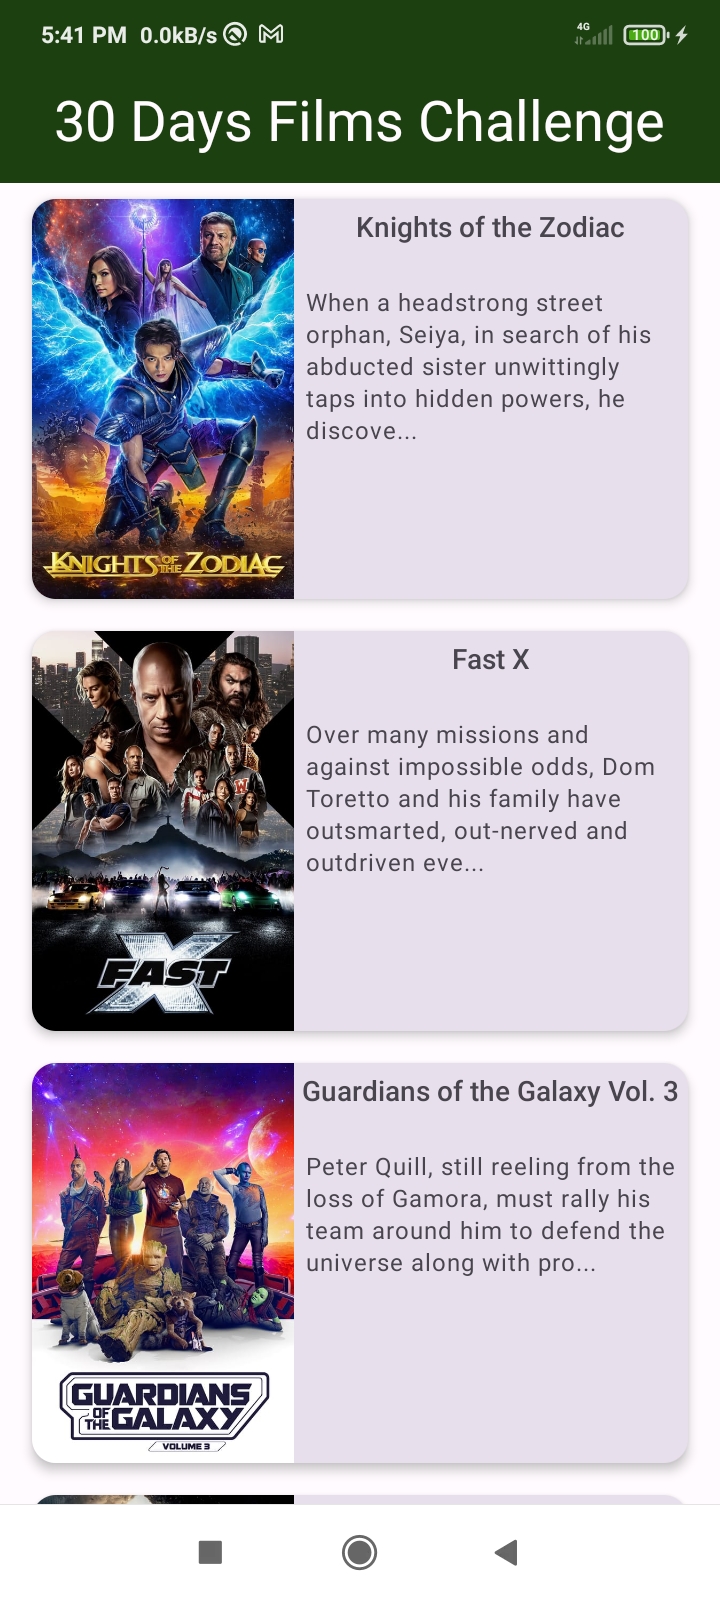 5:41 PM 0.0kB/s
4G
100
30 Days Films Challenge
KNIGHTS OF THE ZODIAC
Knights of the Zodiac
When a headstrong street
orphan, Seiya, in search of his
abducted sister unwittingly
taps into hidden powers, he
discove...
W
FAST X
Fast X
Over many missions and
against impossible odds, Dom
Toretto and his family have
outsmarted, out-nerved and
outdriven eve...
GUARDIANS
OF THE GALAXY
VOLUME 3
Guardians of the Galaxy Vol. 3
Peter Quill, still reeling from the
loss of Gamora, must rally his
team around him to defend the
universe along with pro...